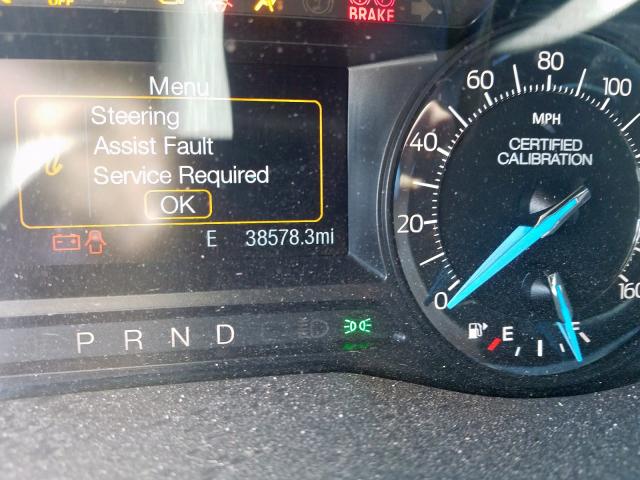 OFF
BRAKE
Menu
Steering
Assist Fault
Service Required
OK
E 38578.3mi
P R N D
0
20
40
60
80
100
160
MPH
CERTIFIED
CALIBRATION
E
F